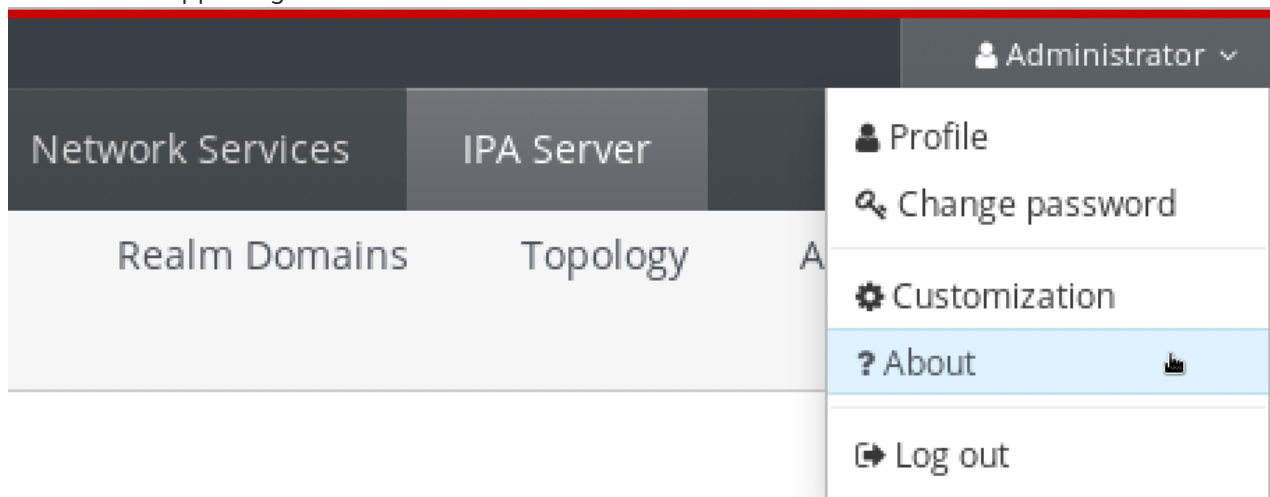 Administrator
Network Services IPA Server
Profile
Change password
Realm Domains Topology A
Customization
? About
Log out